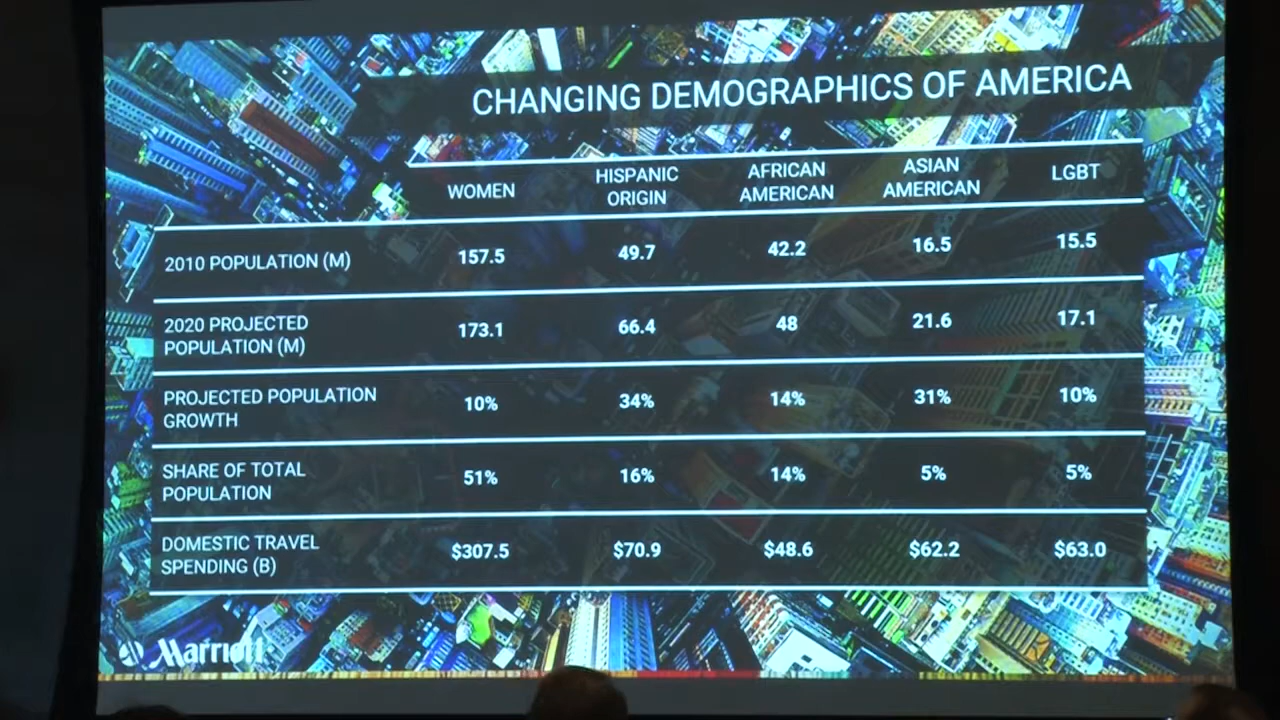 CHANGING DEMOGRAPHICS OF AMERICA
WOMEN
HISPANIC
ORIGIN
AFRICAN
AMERICAN
ASIAN
AMERICAN
LGBT
2010 POPULATION (M) 157.5 49.7 42.2 16.5 15.5
2020 PROJECTED
POPULATION (M) 173.1 66.4 48 21.6 17.1
PROJECTED POPULATION
GROWTH 10% 34% 14% 31% 10%
SHARE OF TOTAL
POPULATION 51% 16% 14% 5% 5%
DOMESTIC TRAVEL
SPENDING (B) $307.5 $70.9 $48.6 $62.2 $63.0
Marriott